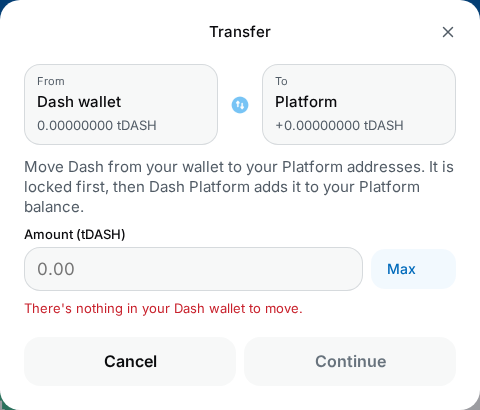 Transfer
From
Dash wallet
0.00000000 tDASH
To
Platform
+0.00000000 tDASH
Move Dash from your wallet to your Platform addresses. It is
locked first, then Dash Platform adds it to your Platform
balance.
Amount (tDASH)
0.00
Max
There's nothing in your Dash wallet to move.
Cancel
Continue